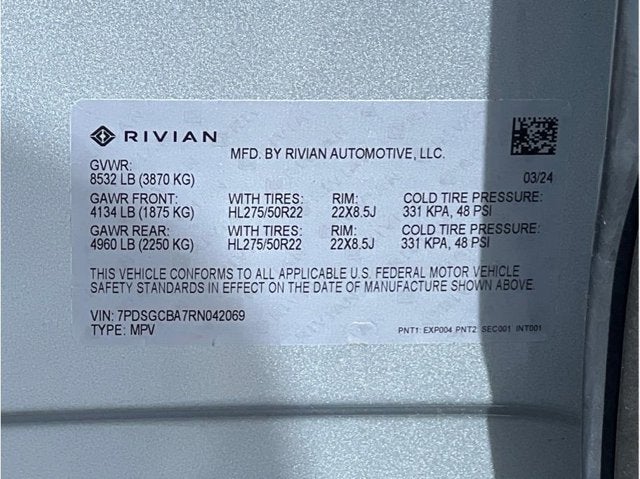 RIVIAN
MFD. BY RIVIAN AUTOMOTIVE, LLC.
GVWR:
8532 LB (3870 KG)
03/24
GAWR FRONT: WITH TIRES: RIM: COLD TIRE PRESSURE:
4134 LB (1875 KG) HL275/50R22 22X8.5J 331 KPA, 48 PSI
GAWR REAR: WITH TIRES: RIM: COLD TIRE PRESSURE:
4960 LB (2250 KG) HL275/50R22 22X8.5J 331 KPA, 48 PSI
THIS VEHICLE CONFORMS TO ALL APPLICABLE U.S. FEDERAL MOTOR VEHICLE
SAFETY STANDARDS IN EFFECT ON THE DATE OF MANUFACTURE SHOWN ABOVE.
VIN: 7PDSGCBA7RN042069
TYPE: MPV
PNT1: EXP004 PNT2: SEC001 INT001